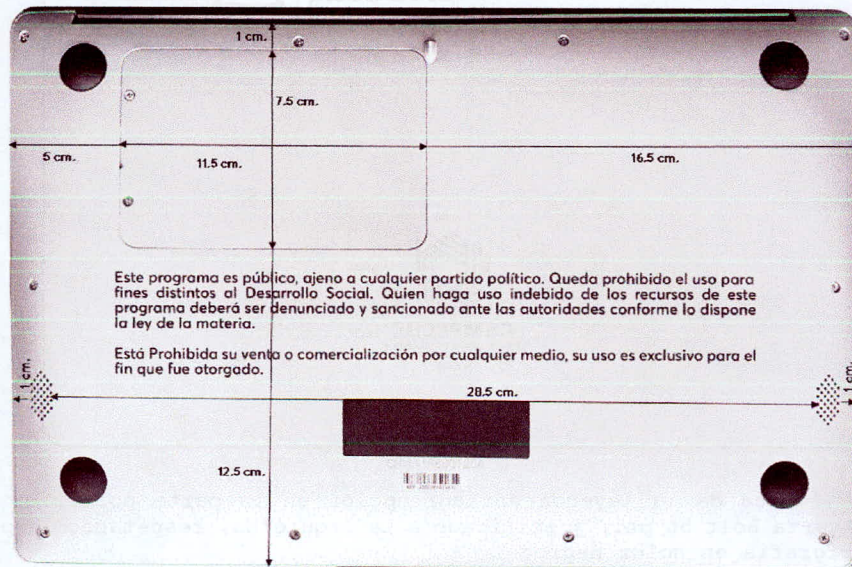 1 cm.
7.5 cm.
5 cm.
11.5 cm.
16.5 cm.
Este programa es público, ajeno a cualquier partido político. Queda prohibido el uso para
fines distintos al Desarrollo Social. Quien haga uso indebido de los recursos de este
programa deberá ser denunciado y sancionado ante las autoridades conforme lo dispone
la ley de la materia.
Está Prohibida su venta o comercialización por cualquier medio, su uso es exclusivo para el
fin que fue otorgado.
1 cm.
28.5 cm.
1 cm.
12.5 cm.